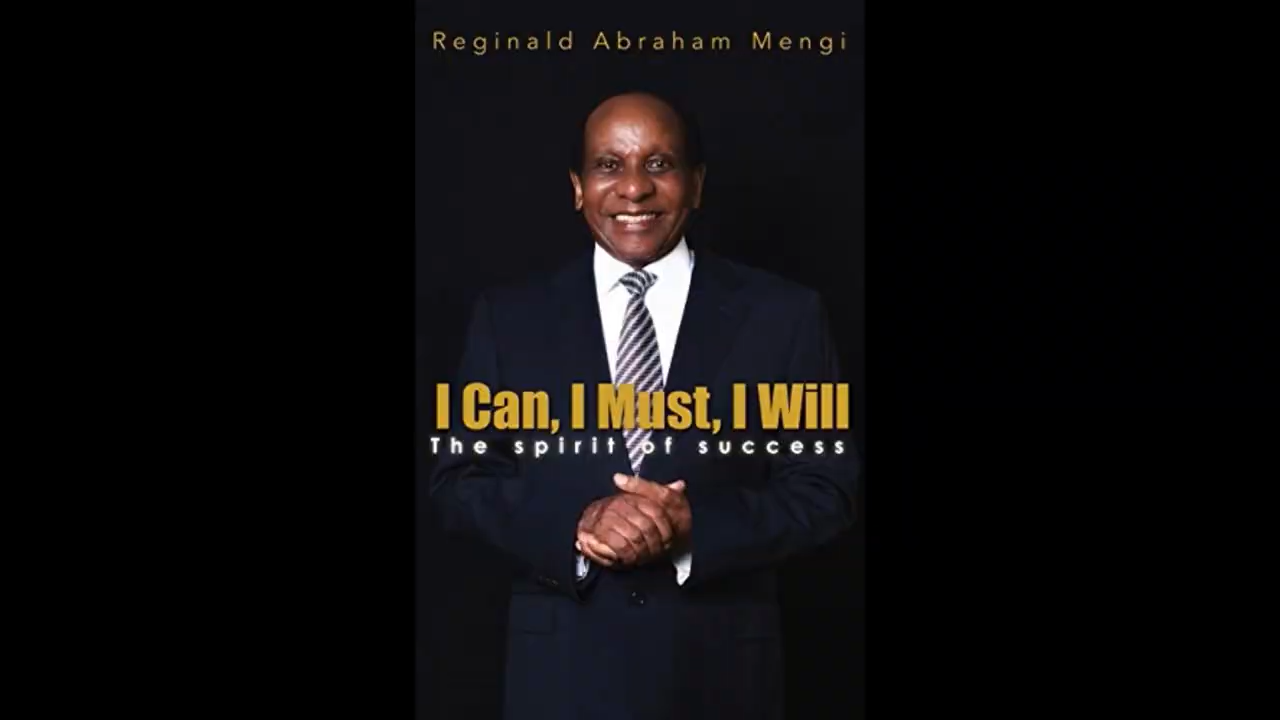 Reginald Abraham Mengi
I Can, I Must, I Will
The spirit of success